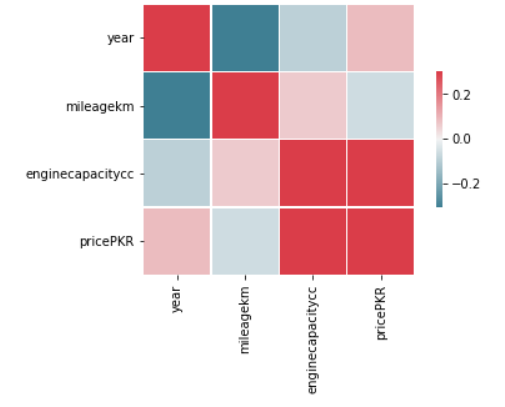 year
mileagekm
enginecapacitycc
pricePKR
year
mileagekm
enginecapacitycc
pricePKR
0.2
0.0
−0.2